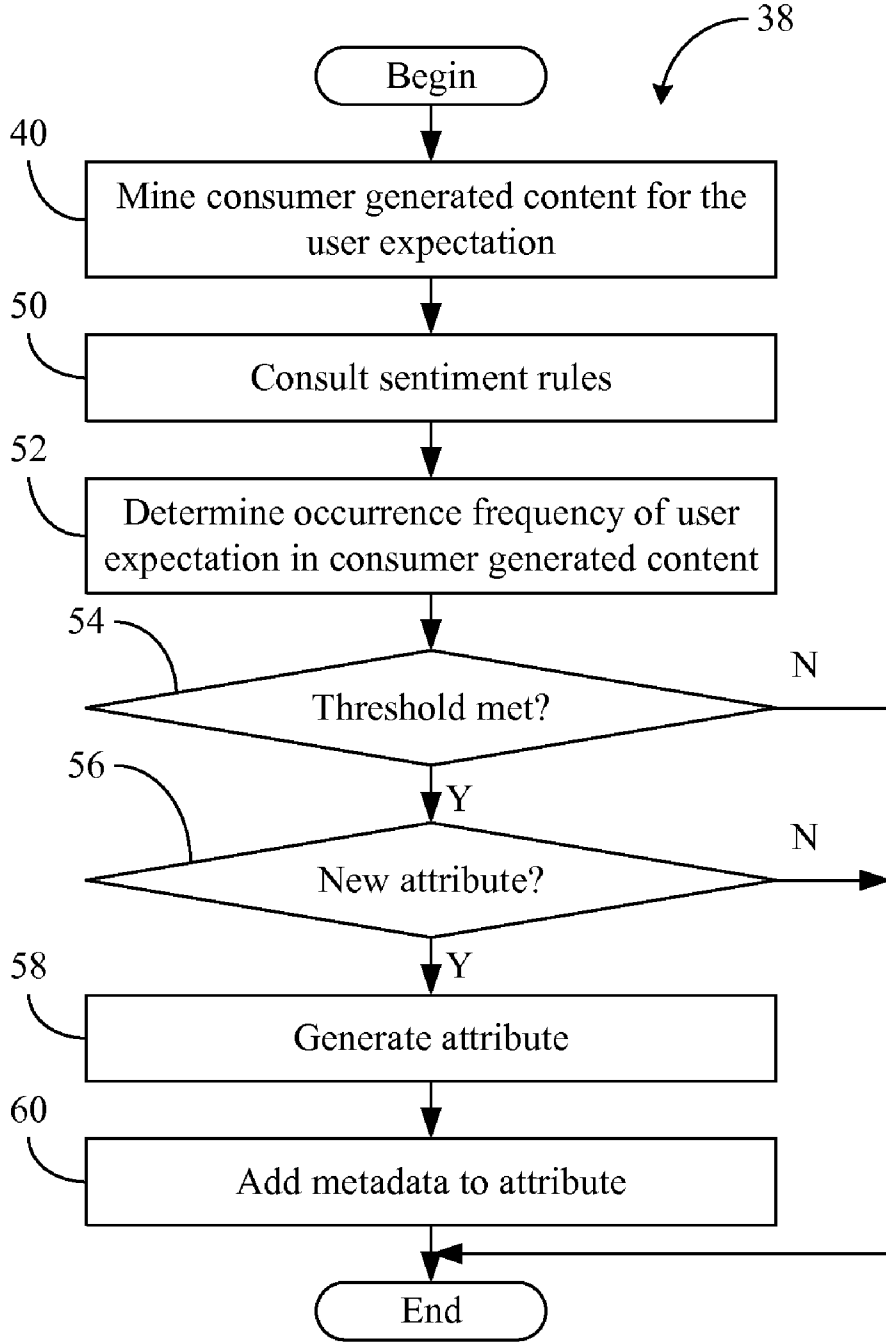 38
Begin
40
Mine consumer generated content for the
user expectation
50
Consult sentiment rules
52
Determine occurrence frequency of user
expectation in consumer generated content
54
Threshold met?
N
Y
56
New attribute?
N
Y
58
Generate attribute
60
Add metadata to attribute
End